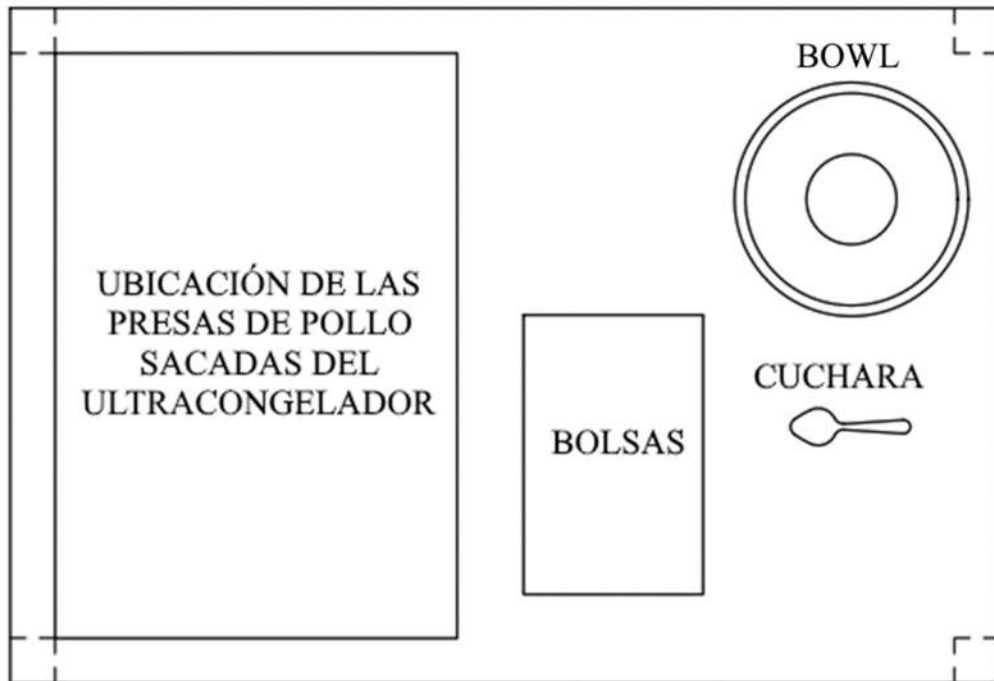 BOWL
UBICACIÓN DE LAS
PRESAS DE POLLO
SACADAS DEL
ULTRACONGELADOR
CUCHARA
BOLSAS